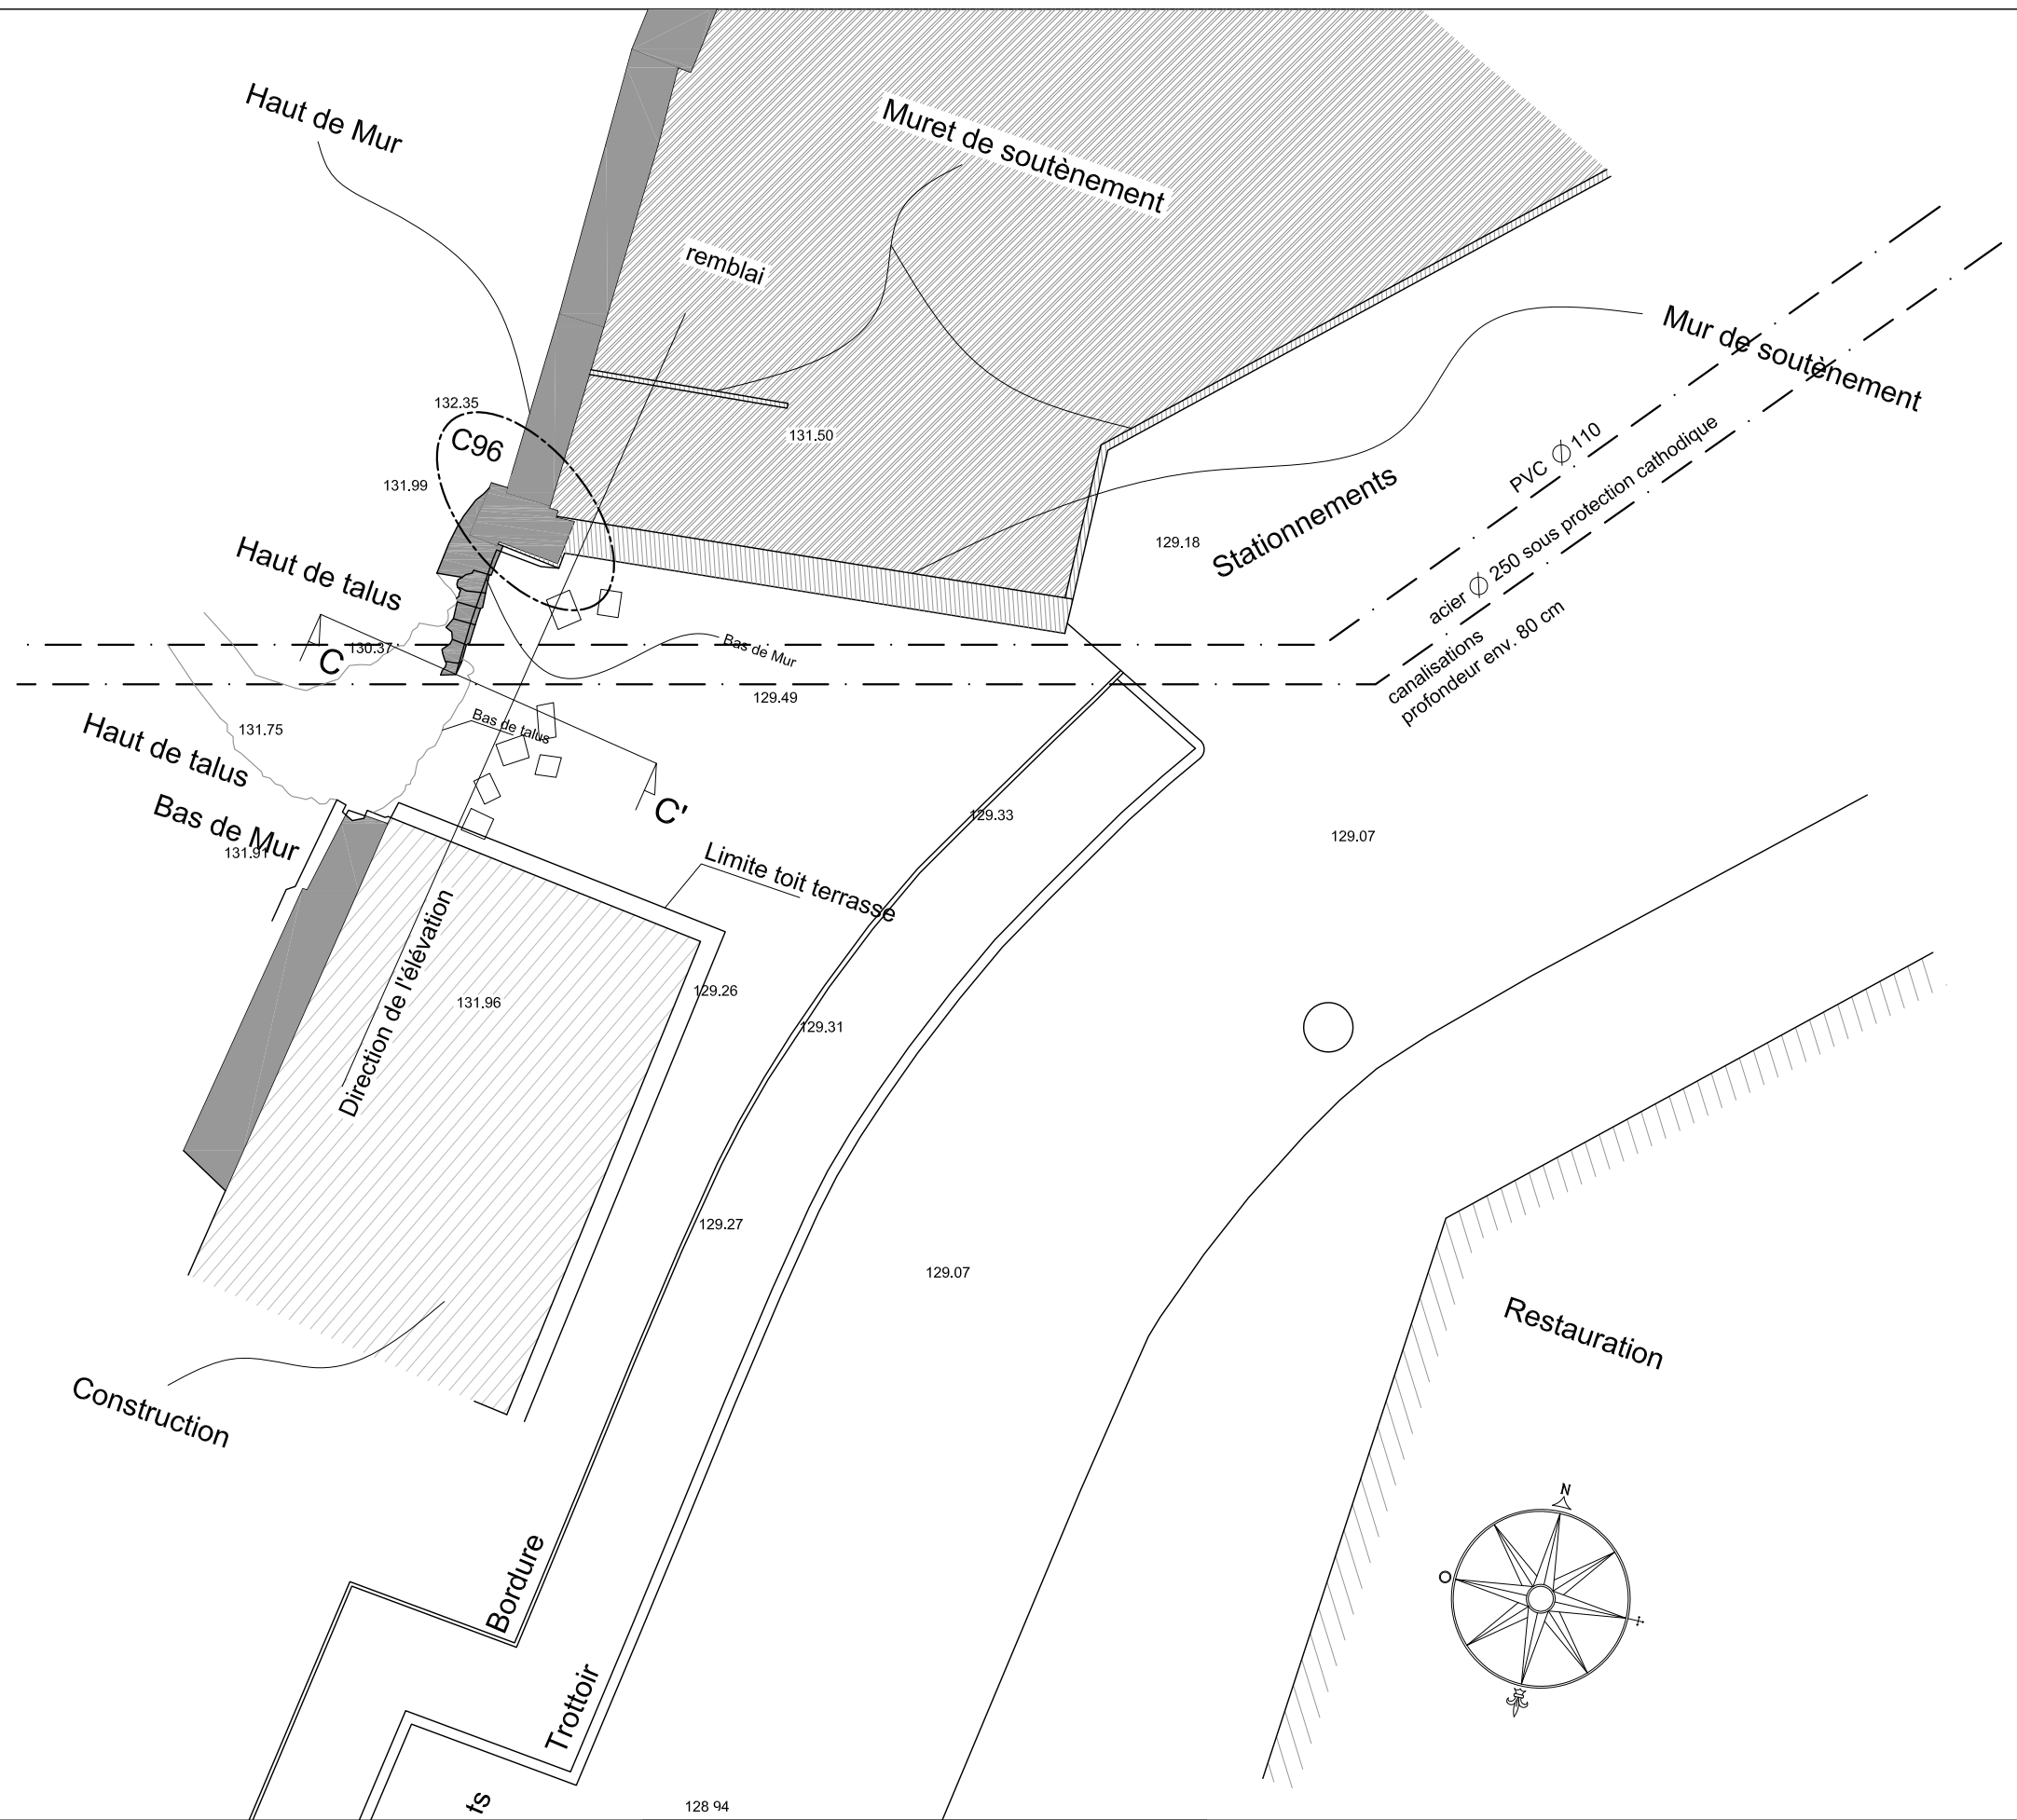 Haut de Mur
Muret de soutènement
remblai
Mur de soutènement
132.35
C96
131.50
131.99
PVC ∅ 110
acier ∅ 250 sous protection cathodique
Stationnements
129.18
Haut de talus
canalisations
profondeur env. 80 cm
C
130.37
Bas de Mur
129.49
131.75
Bas de talus
Haut de talus
C'
Bas de Mur
131.91
129.33
129.07
Limite toit terrasse
Direction de l'élévation
131.96
129.26
129.31
129.27
129.07
Restauration
Construction
N
O
Bordure
Trottoir
ts
128 94